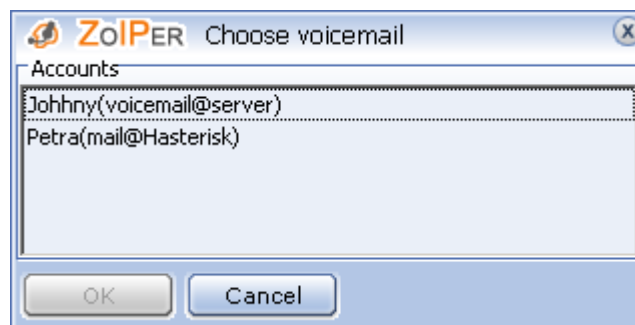 ZoIPER Choose voicemail
Accounts
Johhny(voicemail@server)
Petra(mail@Hasterisk)
OK Cancel